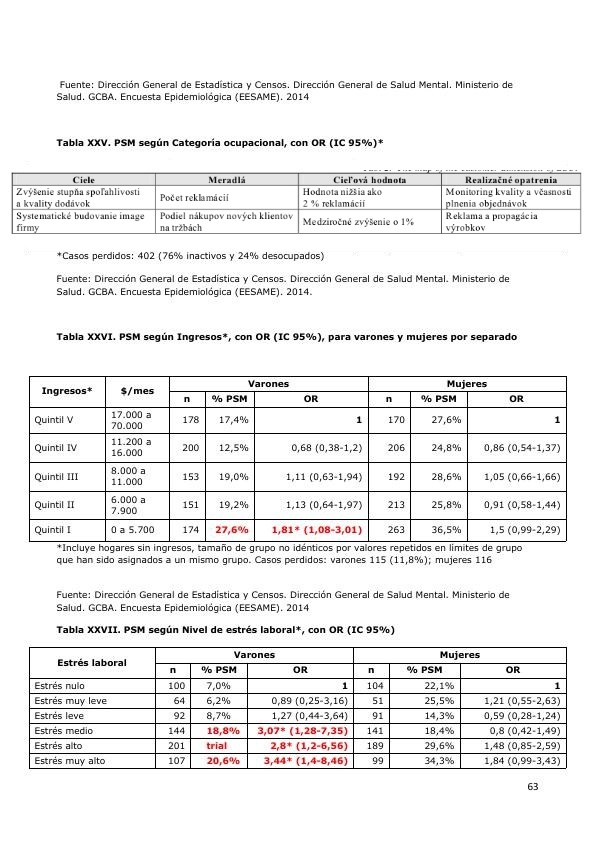 Fuente: Dirección General de Estadística y Censos. Dirección General de Salud Mental. Ministerio de
Salud. GCBA. Encuesta Epidemiológica (EESAME). 2014
Tabla XXV. PSM según Categoría ocupacional, con OR (IC 95%)*
Ciele Meradlá Cieľová hodnota Realizačné opatrenia
Zvýšenie stupňa spoľahlivosti Hodnota nižšia ako Monitoring kvality a včasnosti
a kvality dodávok Počet reklamácií 2 % reklamácií plnenia objednávok
Systematické budovanie image Podiel nákupov nových klientov Medziročné zvýšenie o 1% Reklama a propagácia
firmy na tržbách výrobkov
*Casos perdidos: 402 (76% inactivos y 24% desocupados)
Fuente: Dirección General de Estadística y Censos. Dirección General de Salud Mental. Ministerio de
Salud. GCBA. Encuesta Epidemiológica (EESAME). 2014.
Tabla XXVI. PSM según Ingresos*, con OR (IC 95%), para varones y mujeres por separado
Ingresos* $/mes Varones Mujeres
n % PSM OR n % PSM OR
Quintil V 17.000 a 70.000 178 17,4% 1 170 27,6% 1
Quintil IV 11.200 a 16.000 200 12,5% 0,68 (0,38-1,2) 206 24,8% 0,86 (0,54-1,37)
Quintil III 8.000 a 11.000 153 19,0% 1,11 (0,63-1,94) 192 28,6% 1,05 (0,66-1,66)
Quintil II 6.000 a 7.900 151 19,2% 1,13 (0,64-1,97) 213 25,8% 0,91 (0,58-1,44)
Quintil I 0 a 5.700 174 27,6% 1,81* (1,08-3,01) 263 36,5% 1,5 (0,99-2,29)
*Incluye hogares sin ingresos, tamaño de grupo no idénticos por valores repetidos en límites de grupo
que han sido asignados a un mismo grupo. Casos perdidos: varones 115 (11,8%); mujeres 116
Fuente: Dirección General de Estadística y Censos. Dirección General de Salud Mental. Ministerio de
Salud. GCBA. Encuesta Epidemiológica (EESAME). 2014
Tabla XXVII. PSM según Nivel de estrés laboral*, con OR (IC 95%)
Estrés laboral Varones Mujeres
n % PSM OR n % PSM OR
Estrés nulo 100 7,0% 1 104 22,1% 1
Estrés muy leve 64 6,2% 0,89 (0,25-3,16) 51 25,5% 1,21 (0,55-2,63)
Estrés leve 92 8,7% 1,27 (0,44-3,64) 91 14,3% 0,59 (0,28-1,24)
Estrés medio 144 18,8% 3,07* (1,28-7,35) 141 18,4% 0,8 (0,42-1,49)
Estrés alto 201 trial 2,8* (1,2-6,56) 189 29,6% 1,48 (0,85-2,59)
Estrés muy alto 107 20,6% 3,44* (1,4-8,46) 99 34,3% 1,84 (0,99-3,43)
63